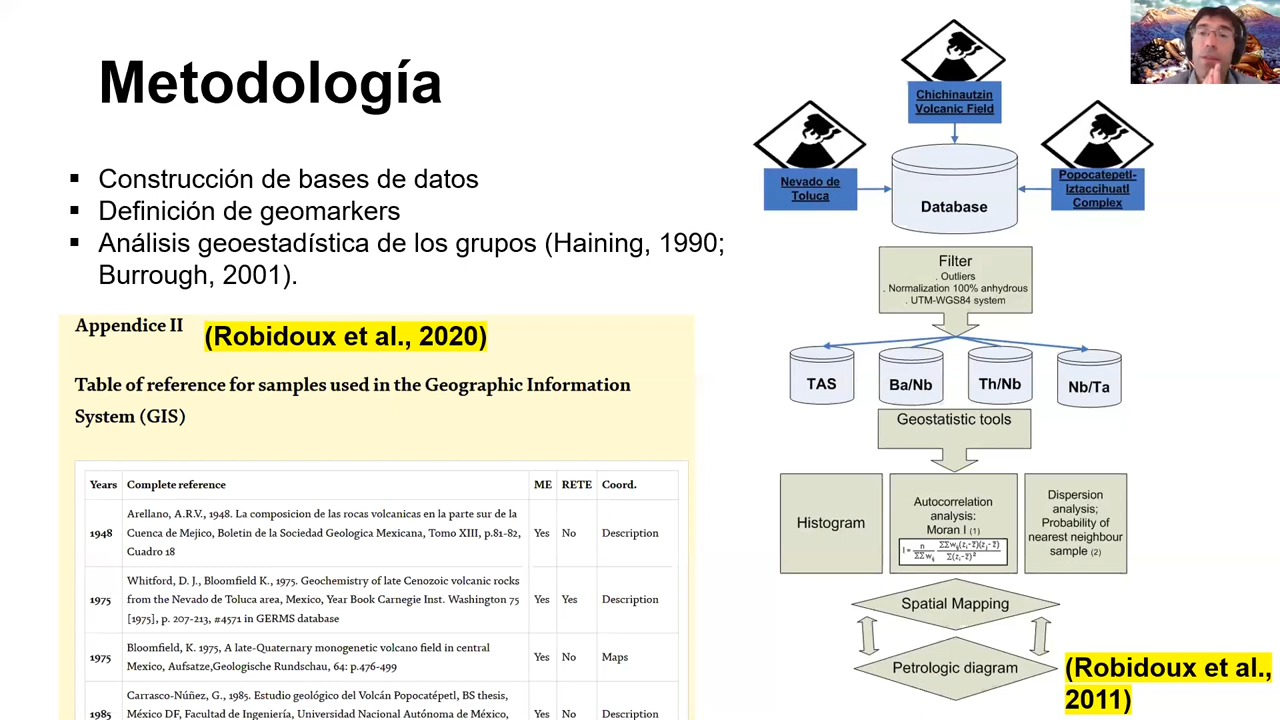 Metodología
▪ Construcción de bases de datos
▪ Definición de geomarkers
▪ Análisis geoestadística de los grupos (Haining, 1990;
Burrough, 2001).
Appendice II
(Robidoux et al., 2020)
Table of reference for samples used in the Geographic Information
System (GIS)
Years Complete reference ME RETE Coord.
1948 Arellano, A.R.V., 1948. La composicion de las rocas volcanicas en la parte sur de la
Cuenca de Mejico, Boletin de la Sociedad Geologica Mexicana, Tomo XIII, p.81-82, Yes No Description
Cuadro 18
Whitford, D. J., Bloomfield K., 1975. Geochemistry of late Cenozoic volcanic rocks
1975 from the Nevado de Toluca area, Mexico, Year Book Carnegie Inst. Washington 75 Yes Yes Description
[1975], p. 207-213, #4571 in GERMS database
1975 Bloomfield, K. 1975, A late-Quaternary monogenetic volcano field in central Yes No Maps
Mexico, Aufsatze,Geologische Rundschau, 64: p.476-499
Carrasco-Núñez, G., 1985. Estudio geológico del Volcán Popocatépetl, BS thesis,
1985 México DF, Facultad de Ingeniería, Universidad Nacional Autónoma de México, Yes No Description
Chichinautzin
Volcanic Field
Nevado de
Toluca
Popocatepetl-
Iztaccihuatl
Complex
Database
Filter
. Outliers
. Normalization 100% anhydrous
. UTM-WGS84 system
TAS
Ba/Nb
Th/Nb
Nb/Ta
Geostatistic tools
Histogram
Autocorrelation
analysis:
Moran I (1)
I = n/ΣΣwij ΣΣwij(zi-z̄)(zj-z̄)/Σ(zi-z̄)²
Dispersion
analysis;
Probability of
nearest neighbour
sample (2)
Spatial Mapping
Petrologic diagram
(Robidoux et al.,
2011)